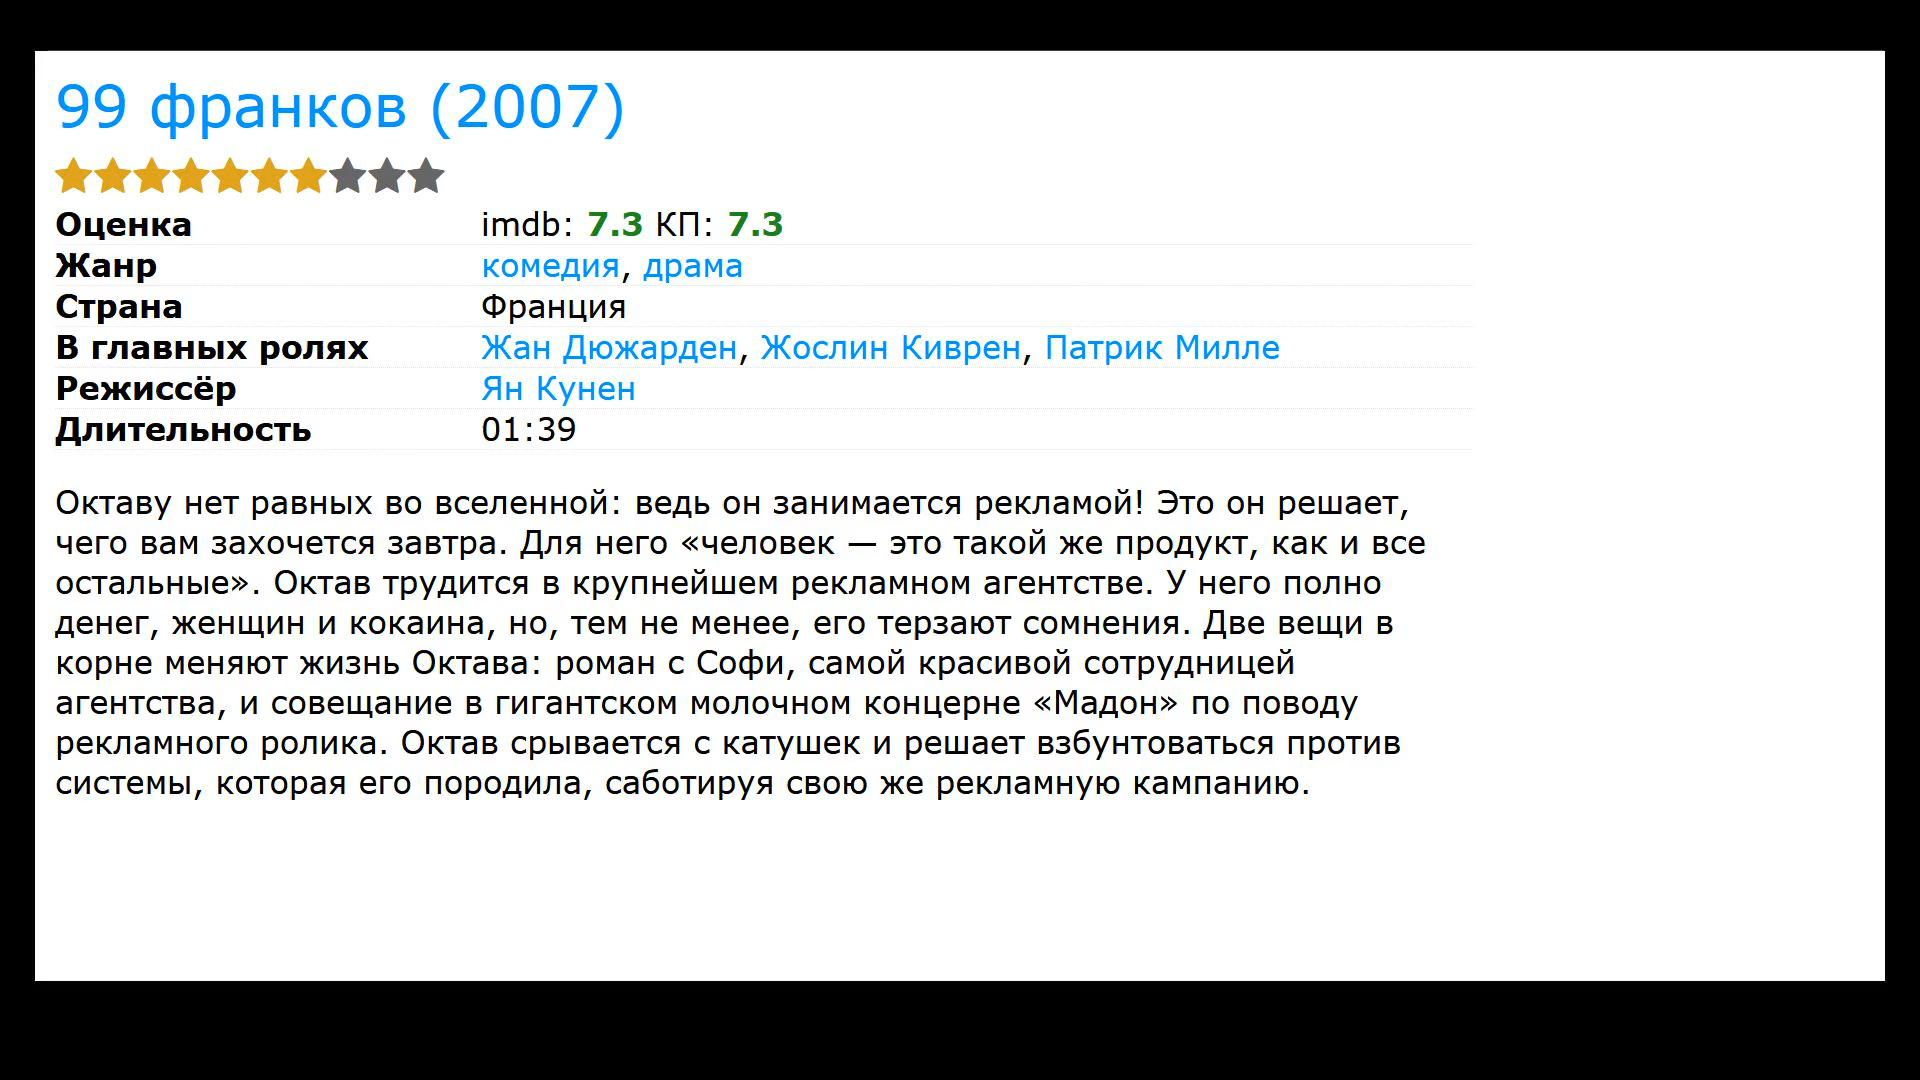 99 франков (2007)
Оценка imdb: 7.3 КП: 7.3
Жанр комедия, драма
Страна Франция
В главных ролях Жан Дюжарден, Жослин Киврен, Патрик Милле
Режиссёр Ян Кунен
Длительность 01:39
Октаву нет равных во вселенной: ведь он занимается рекламой! Это он решает,
чего вам захочется завтра. Для него «человек — это такой же продукт, как и все
остальные». Октав трудится в крупнейшем рекламном агентстве. У него полно
денег, женщин и кокаина, но, тем не менее, его терзают сомнения. Две вещи в
корне меняют жизнь Октава: роман с Софи, самой красивой сотрудницей
агентства, и совещание в гигантском молочном концерне «Мадон» по поводу
рекламного ролика. Октав срывается с катушек и решает взбунтоваться против
системы, которая его породила, саботируя свою же рекламную кампанию.